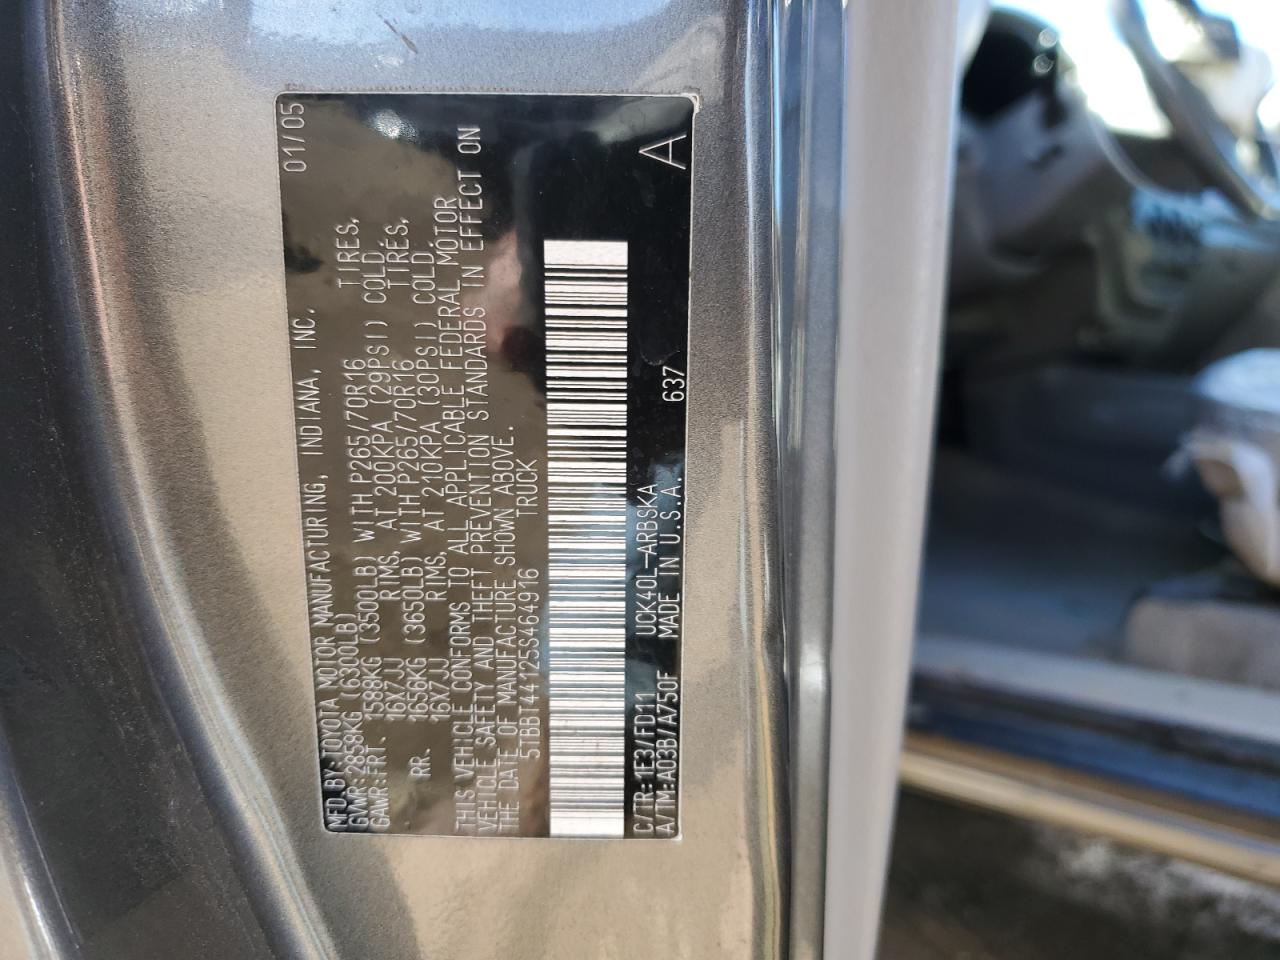 MFD.BY:TOYOTA MOTOR MANUFACTURING, INDIANA, INC. 01/05
GVWR:2858KG (6300LB)
GAWR:FRT. 1588KG (3500LB) WITH P265/70R16 TIRES,
16X7JJ RIMS, AT 200KPA (29PSI) COLD.
RR. 1656KG (3650LB) WITH P265/70R16 TIRES,
16X7JJ RIMS, AT 210KPA (30PSI) COLD.
THIS VEHICLE CONFORMS TO ALL APPLICABLE FEDERAL MOTOR
VEHICLE SAFETY AND THEFT PREVENTION STANDARDS IN EFFECT ON
THE DATE OF MANUFACTURE SHOWN ABOVE.
5TBBT44125S464916 TRUCK
C/TR:1E3/FD11 UCK40L-ARBSKA
A/TM:A03B/A750F MADE IN U.S.A. 637 A